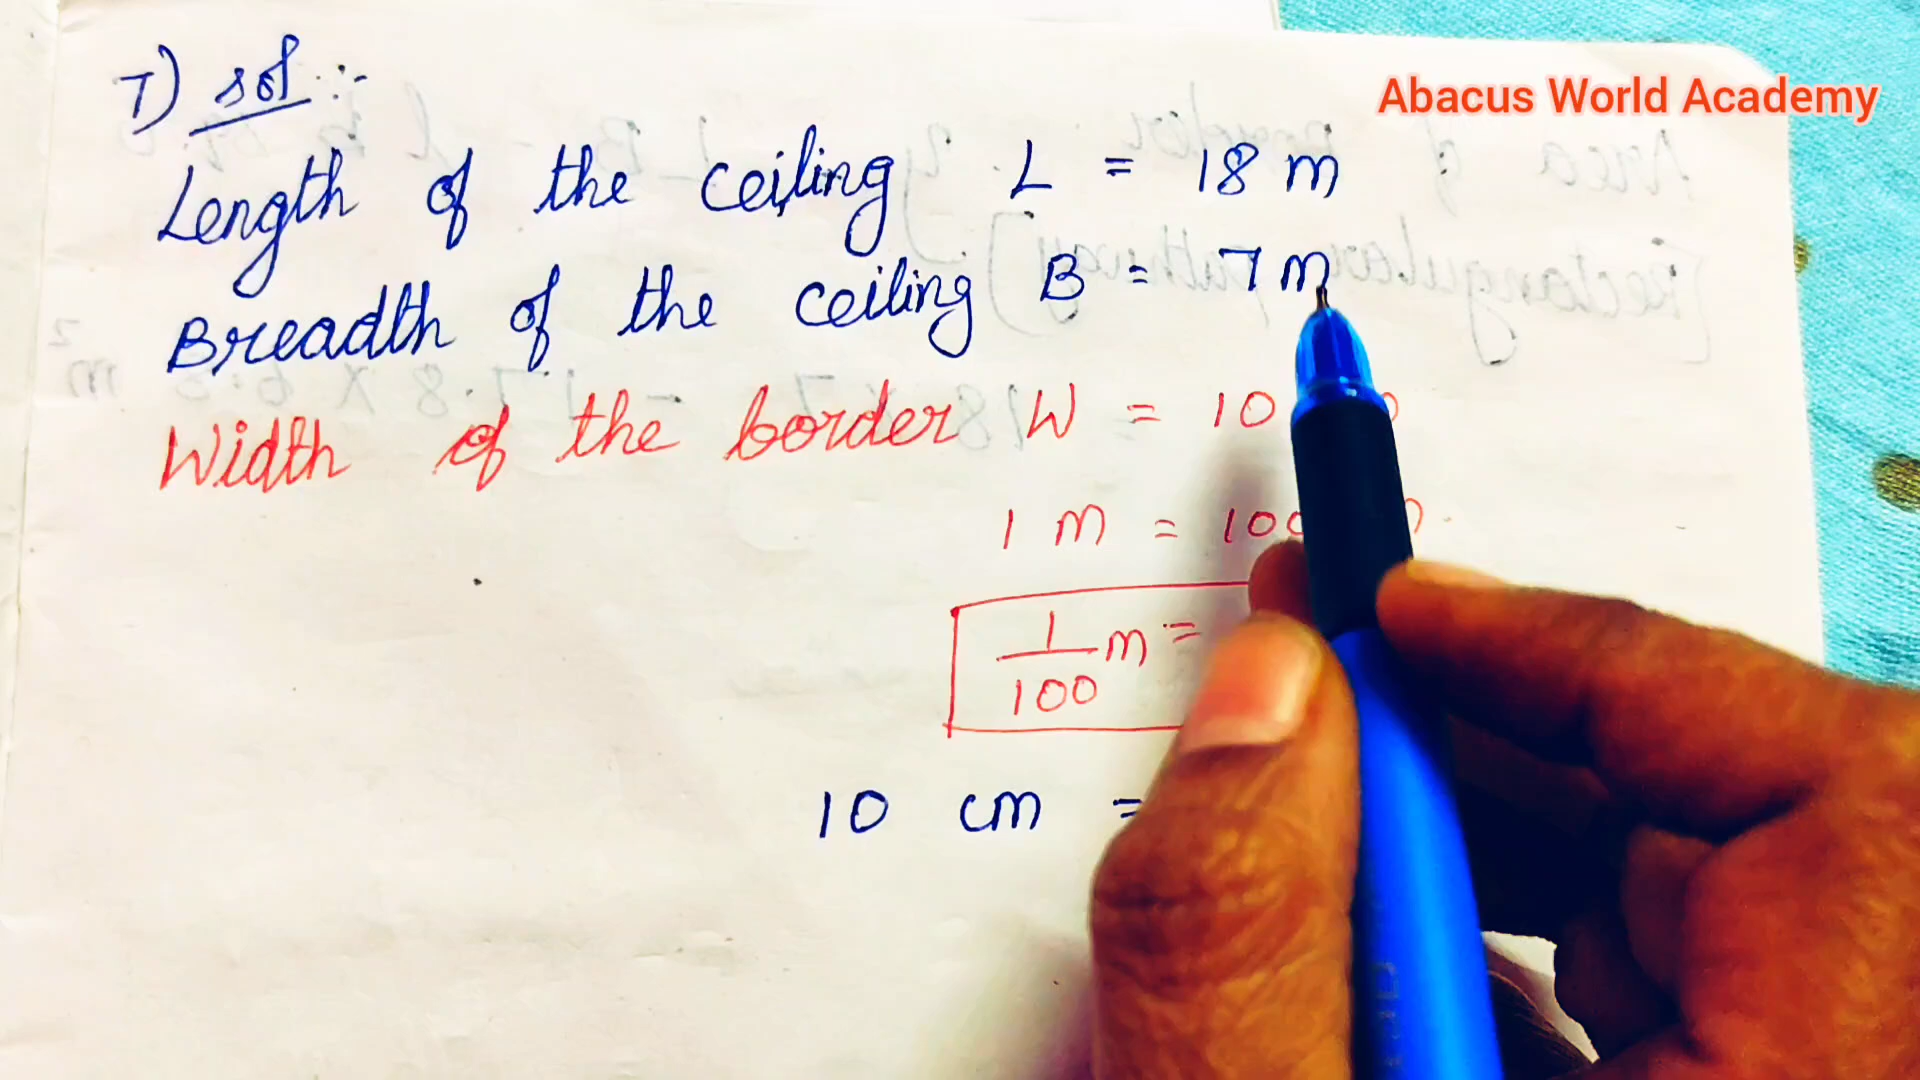 7) sol :-
Abacus World Academy
Length of the ceiling L = 18 m
Breadth of the ceiling B = 7 m
Width of the border W = 10
1 m = 100
1/100 m =
10 cm =